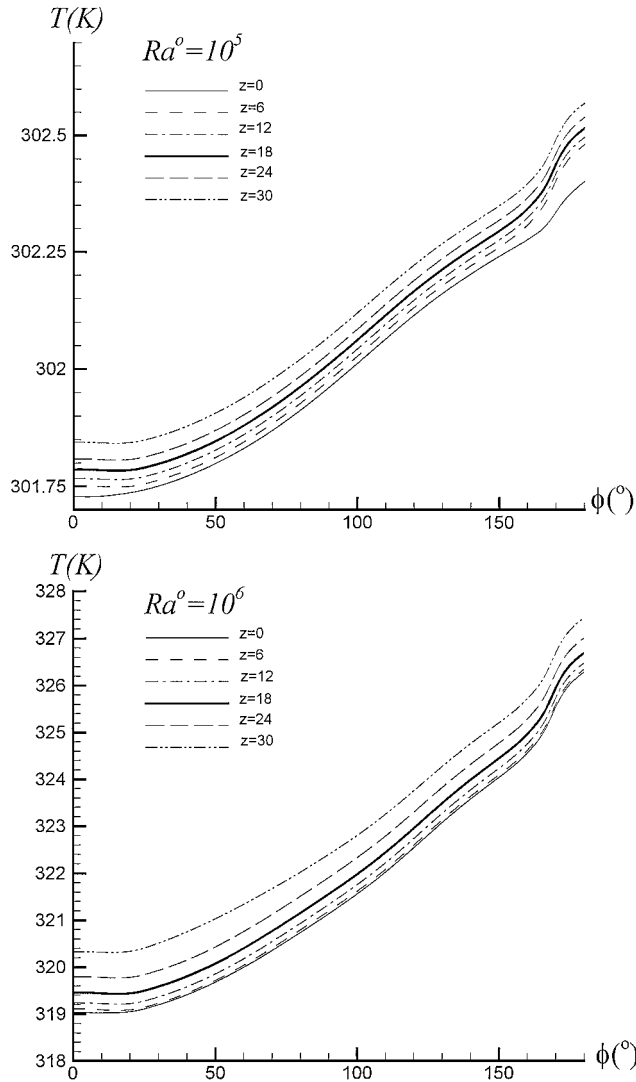 T(K)
Ra° = 10⁵
z=0
z=6
z=12
z=18
z=24
z=30
302.5
302.25
302
301.75
0 50 100 150 ϕ(°)
T(K)
328
Ra° = 10⁶
z=0
327
z=6
z=12
326
z=18
z=24
325
z=30
324
323
322
321
320
319
318
0 50 100 150 ϕ(°)